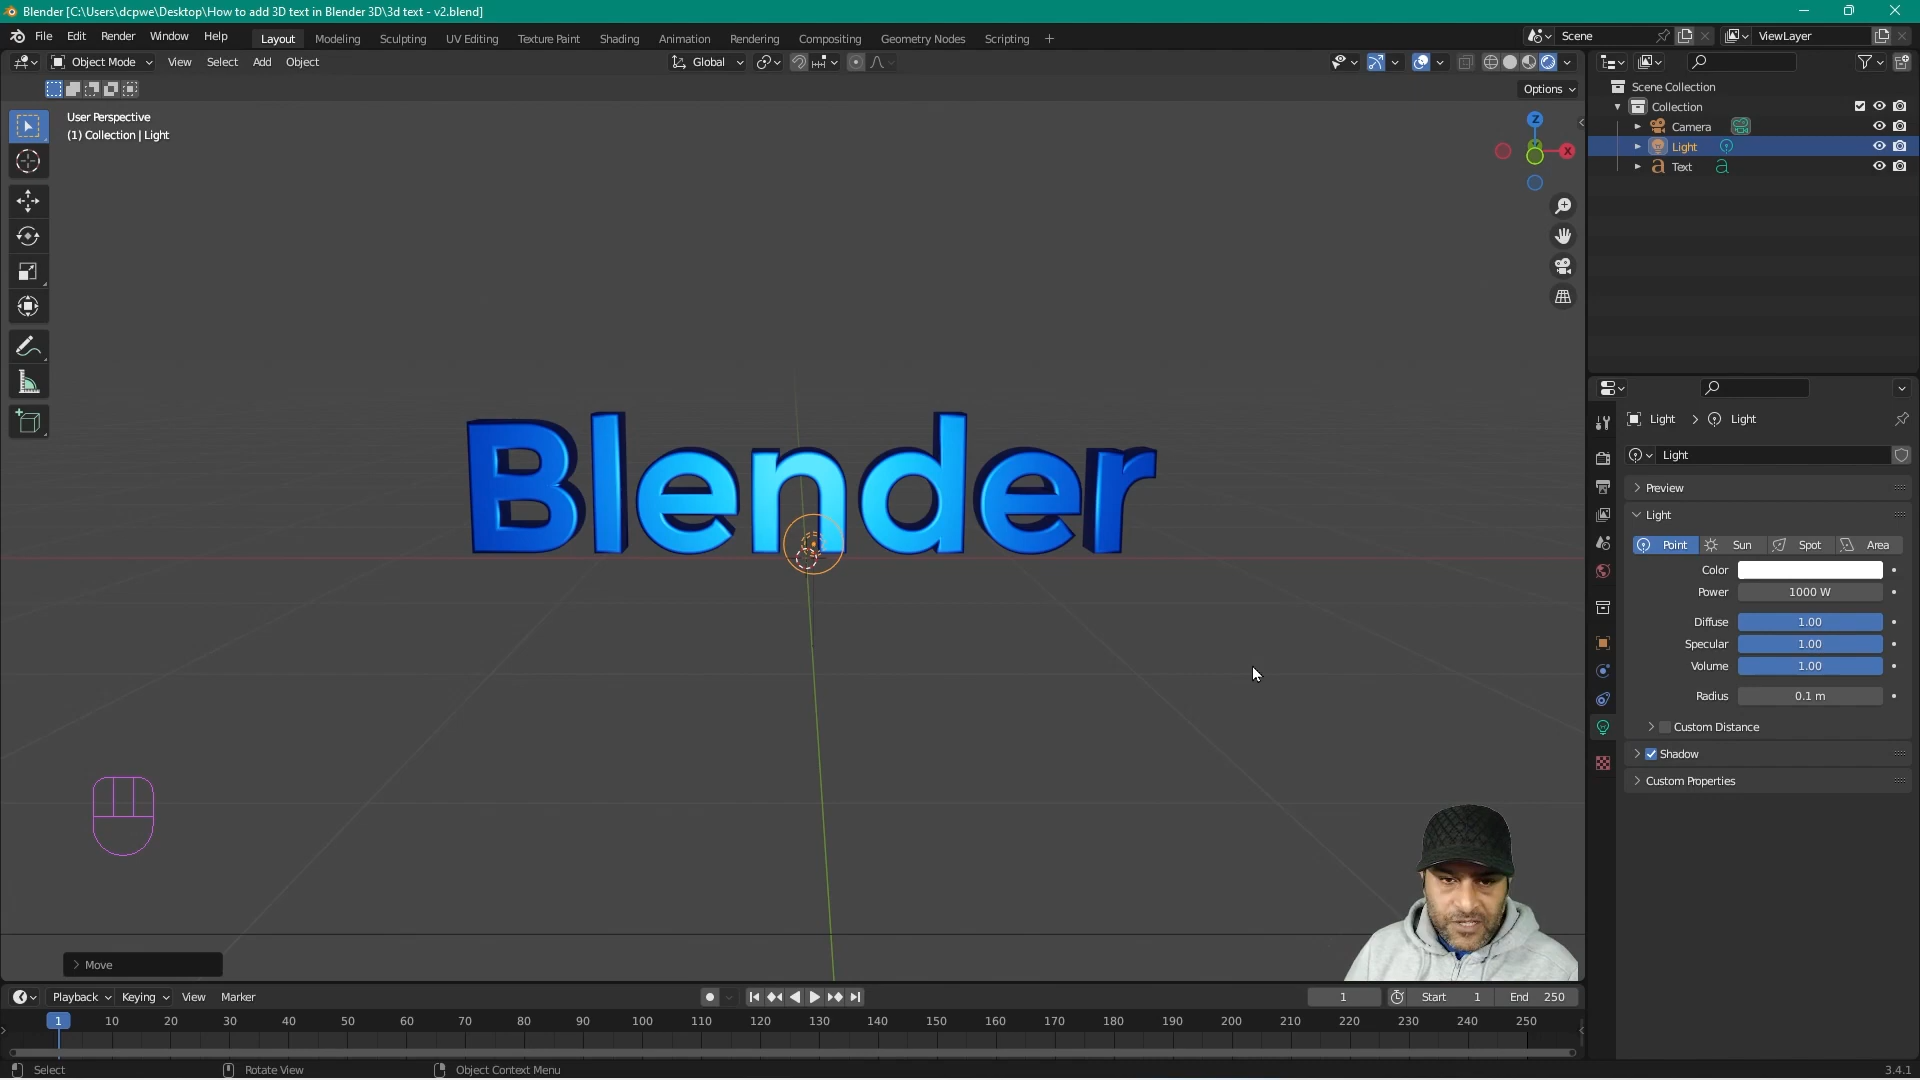 Blender [C:\Users\dcpwe\Desktop\How to add 3D text in Blender 3D\3d text - v2.blend]
File Edit Render Window Help Layout Modeling Sculpting UV Editing Texture Paint Shading Animation Rendering Compositing Geometry Nodes Scripting + Scene ViewLayer
Object Mode View Select Add Object Global
Options
User Perspective
(1) Collection | Light
Z
X
Scene Collection
Collection
Camera
Light
Text
Light > Light
Light
Preview
Light
Point Sun Spot Area
Color
Power 1000 W
Diffuse 1.00
Specular 1.00
Volume 1.00
Radius 0.1 m
Custom Distance
Shadow
Custom Properties
Blender
Move
Playback Keying View Marker 1 Start 1 End 250
1 10 20 30 40 50 60 70 80 90 100 110 120 130 140 150 160 170 180 190 200 210 220 230 240 250
Select Rotate View Object Context Menu 3.4.1